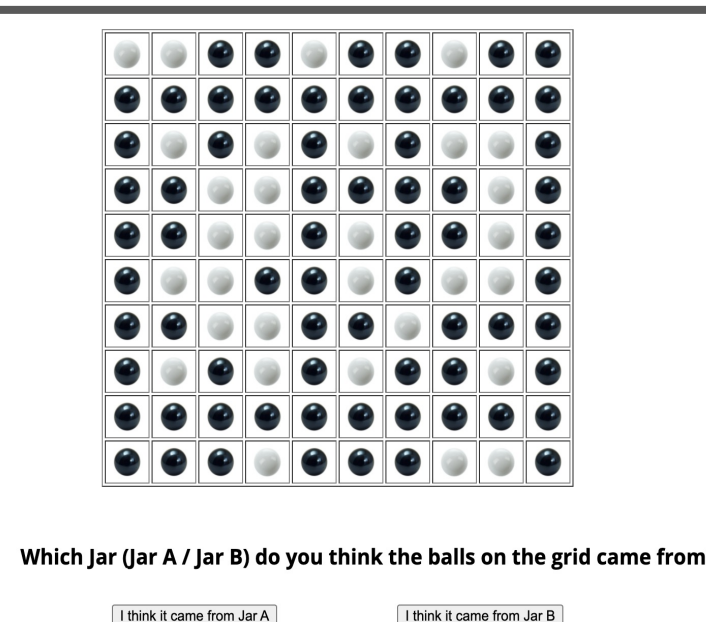 Which Jar (Jar A / Jar B) do you think the balls on the grid came from
I think it came from Jar A
I think it came from Jar B